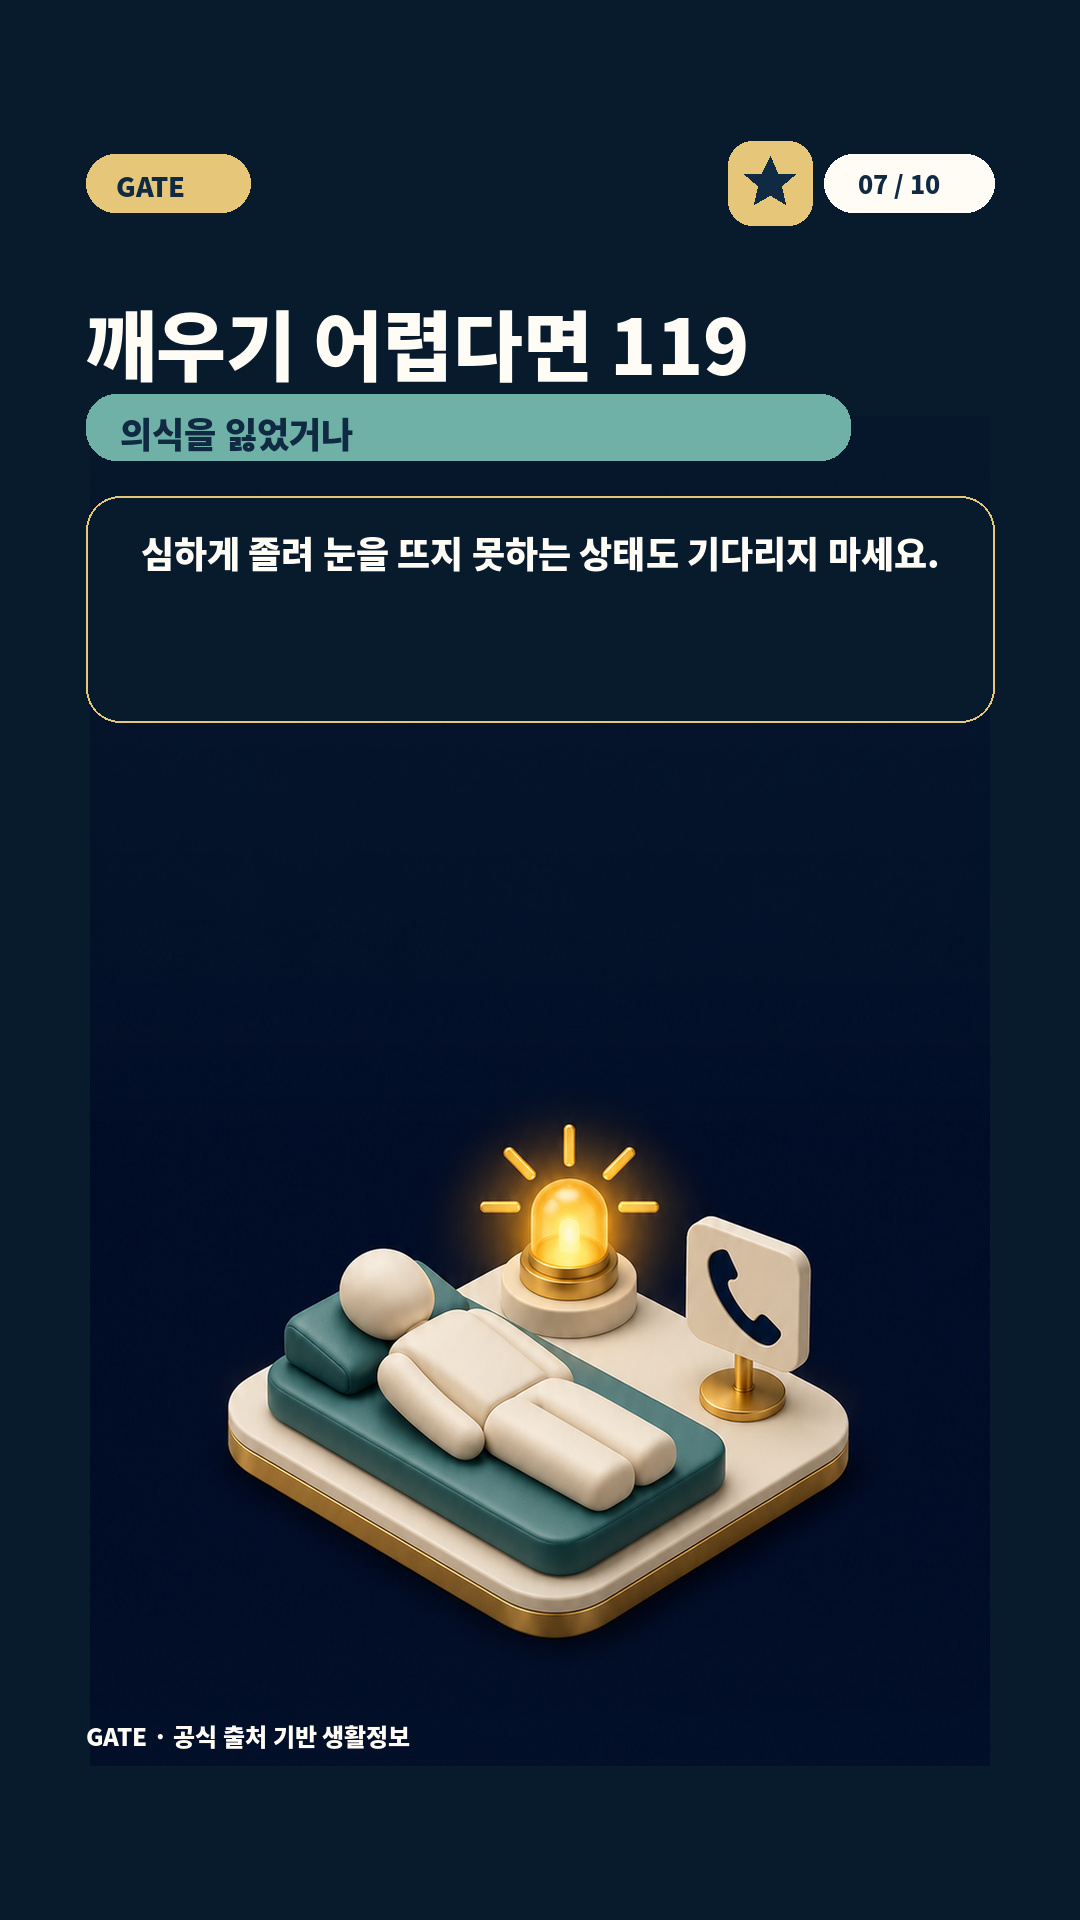 GATE
07 / 10
깨우기 어렵다면 119
의식을 잃었거나
심하게 졸려 눈을 뜨지 못하는 상태도 기다리지 마세요.
GATE · 공식 출처 기반 생활정보